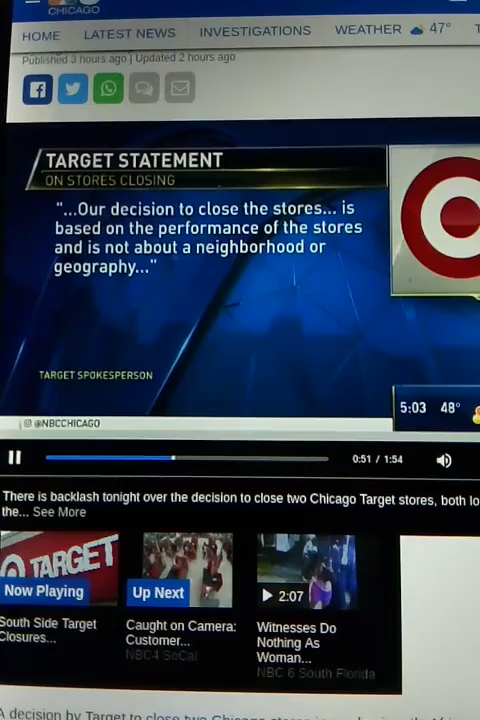 CHICAGO
HOME LATEST NEWS INVESTIGATIONS WEATHER 47°
Published 3 hours ago | Updated 2 hours ago
TARGET STATEMENT
ON STORES CLOSING
"...Our decision to close the stores... is
based on the performance of the stores
and is not about a neighborhood or
geography..."
TARGET SPOKESPERSON
5:03 48°
@NBCCHICAGO
0:51 / 1:54
There is backlash tonight over the decision to close two Chicago Target stores, both lo
the... See More
TARGET
Now Playing
Up Next
2:07
South Side Target
Closures...
Caught on Camera:
Customer...
NBC4 SoCal
Witnesses Do
Nothing As
Woman...
NBC 6 South Florida
A decision by Target to close two Chicago stores